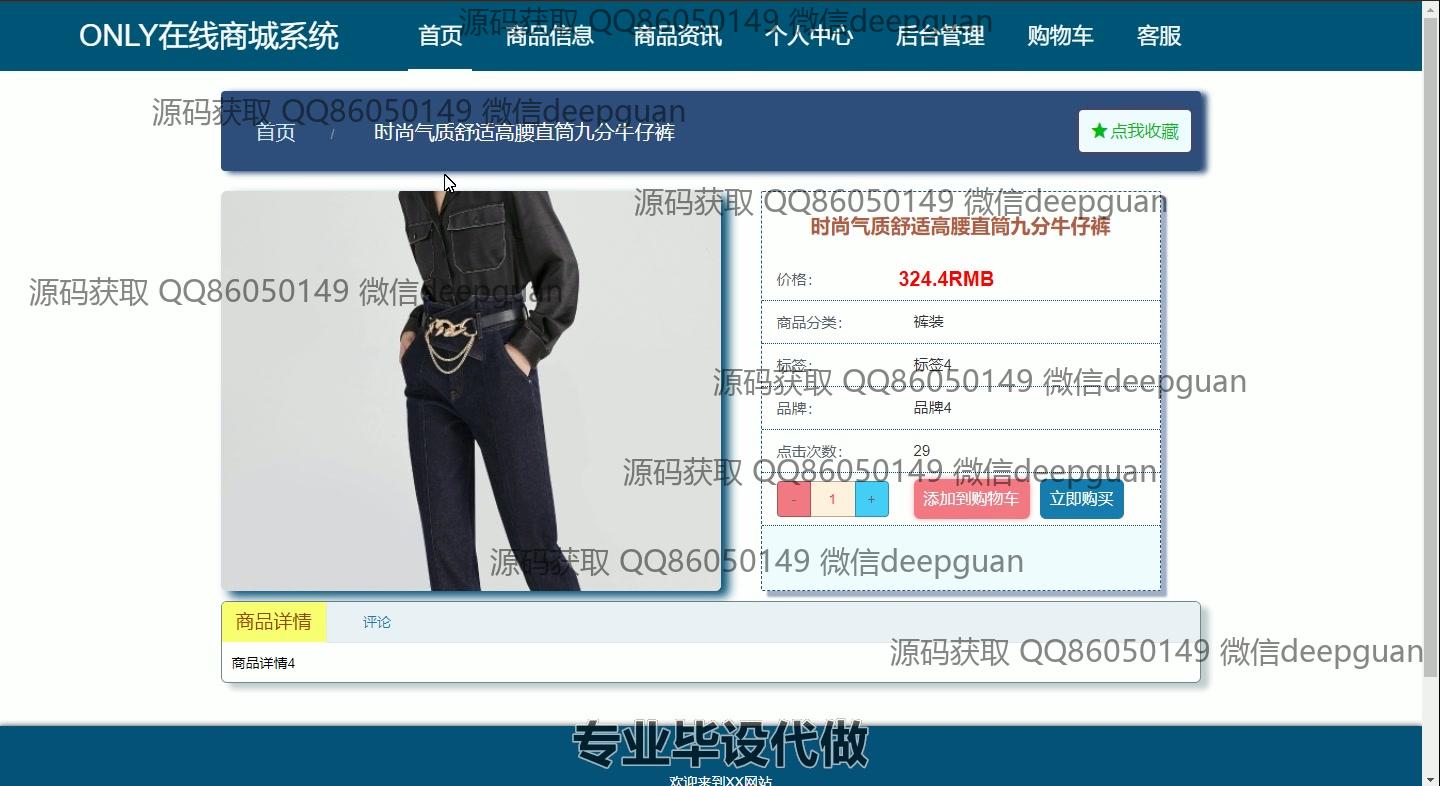 ONLY在线商城系统 首页 商品信息 商品资讯 个人中心 后台管理 购物车 客服
源码获取 QQ86050149 微信deepguan
源码获取 QQ86050149 微信deepguan
首页 / 时尚气质舒适高腰直筒九分牛仔裤 ★点我收藏
源码获取 QQ86050149 微信deepguan
时尚气质舒适高腰直筒九分牛仔裤
价格: 324.4RMB
源码获取 QQ86050149 微信deepguan
商品分类: 裤装
标签: 标签4
源码获取 QQ86050149 微信deepguan
品牌: 品牌4
点击次数: 29
源码获取 QQ86050149 微信deepguan
- 1 + 添加到购物车 立即购买
源码获取 QQ86050149 微信deepguan
商品详情 评论
源码获取 QQ86050149 微信deepguan
商品详情4
专业毕设代做
欢迎来到XX网站